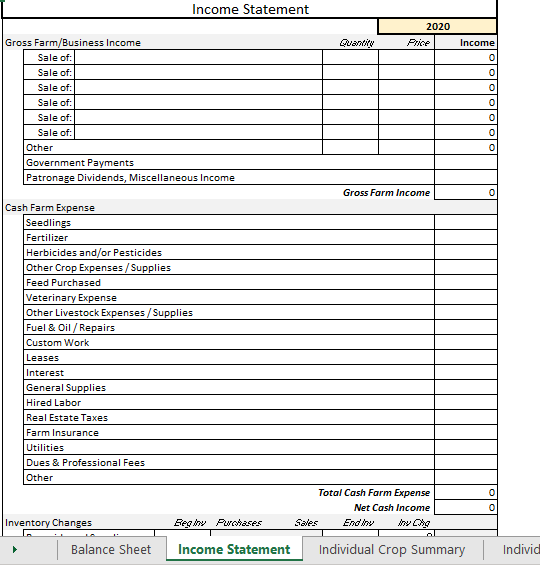 Income Statement
2020
Gross Farm/Business Income Quantity Price Income
Sale of: 0
Sale of: 0
Sale of: 0
Sale of: 0
Sale of: 0
Sale of: 0
Other 0
Government Payments
Patronage Dividends, Miscellaneous Income
Gross Farm Income 0
Cash Farm Expense
Seedlings
Fertilizer
Herbicides and/or Pesticides
Other Crop Expenses / Supplies
Feed Purchased
Veterinary Expense
Other Livestock Expenses / Supplies
Fuel & Oil / Repairs
Custom Work
Leases
Interest
General Supplies
Hired Labor
Real Estate Taxes
Farm Insurance
Utilities
Dues & Professional Fees
Other
Total Cash Farm Expense 0
Net Cash Income 0
Inventory Changes Beg Inv Purchases Sales End Inv Inv Chg
Balance Sheet Income Statement Individual Crop Summary Individ